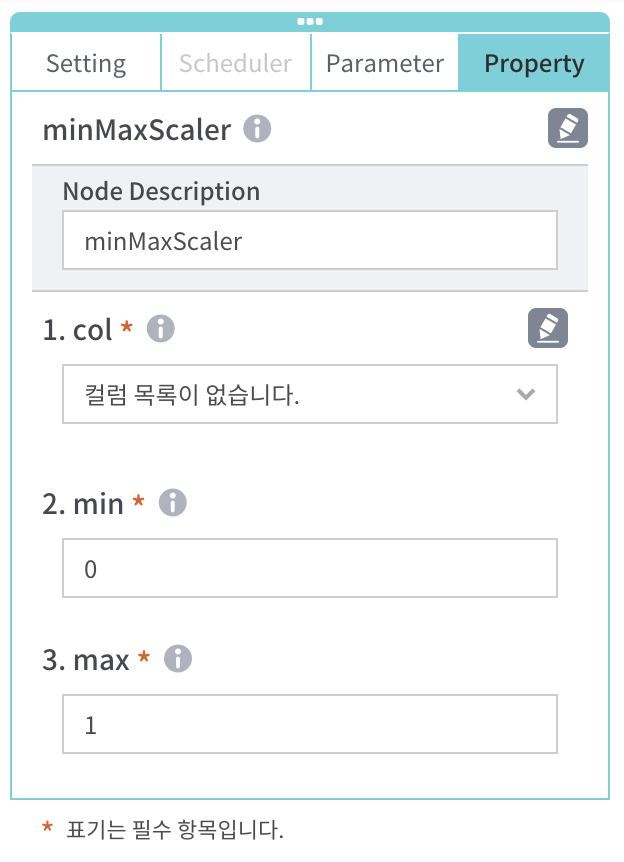 Setting Scheduler Parameter Property
minMaxScaler
Node Description
minMaxScaler
1. col *
컬럼 목록이 없습니다.
2. min *
0
3. max *
1
* 표기는 필수 항목입니다.